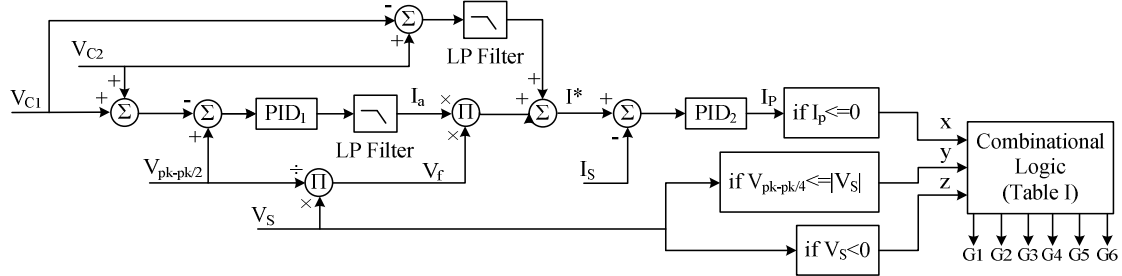 V_C2
V_C1
LP Filter
PID_1
I_a
LP Filter
V_pk-pk/2
V_f
V_S
I*
I_S
PID_2
I_P
if I_p<=0
if V_pk-pk/4<=|V_S|
if V_S<0
x
y
z
Combinational
Logic
(Table I)
G1 G2 G3 G4 G5 G6
- Σ +
+ Σ +
- Σ +
× Π ×
÷ Π ×
+ Σ +
+ Σ -